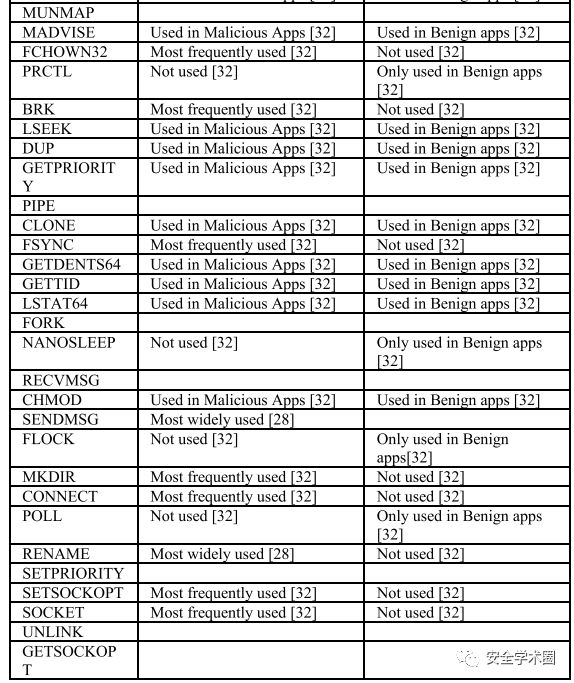 MUNMAP
MADVISE Used in Malicious Apps [32] Used in Benign apps [32]
FCHOWN32 Most frequently used [32] Not used [32]
PRCTL Not used [32] Only used in Benign apps
[32]
BRK Most frequently used [32] Not used [32]
LSEEK Used in Malicious Apps [32] Used in Benign apps [32]
DUP Used in Malicious Apps [32] Used in Benign apps [32]
GETPRIORIT Used in Malicious Apps [32] Used in Benign apps [32]
Y
PIPE
CLONE Used in Malicious Apps [32] Used in Benign apps [32]
FSYNC Most frequently used [32] Not used [32]
GETDENTS64 Used in Malicious Apps [32] Used in Benign apps [32]
GETTID Used in Malicious Apps [32] Used in Benign apps [32]
LSTAT64 Used in Malicious Apps [32] Used in Benign apps [32]
FORK
NANOSLEEP Not used [32] Only used in Benign apps
[32]
RECVMSG
CHMOD Used in Malicious Apps [32] Used in Benign apps [32]
SENDMSG Most widely used [28]
FLOCK Not used [32] Only used in Benign
apps[32]
MKDIR Most frequently used [32] Not used [32]
CONNECT Most frequently used [32] Not used [32]
POLL Not used [32] Only used in Benign apps
[32]
RENAME Most widely used [28] Not used [32]
SETPRIORITY
SETSOCKOPT Most frequently used [32] Not used [32]
SOCKET Most frequently used [32] Not used [32]
UNLINK
GETSOCKOP
T
安全学术圈